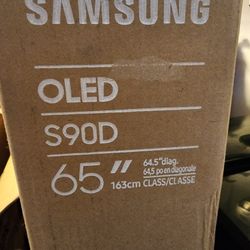 SAMSUNG
OLED
S90D
65"
64.5"diag.
64,5 po en diagonale
163cm CLASS/CLASSE